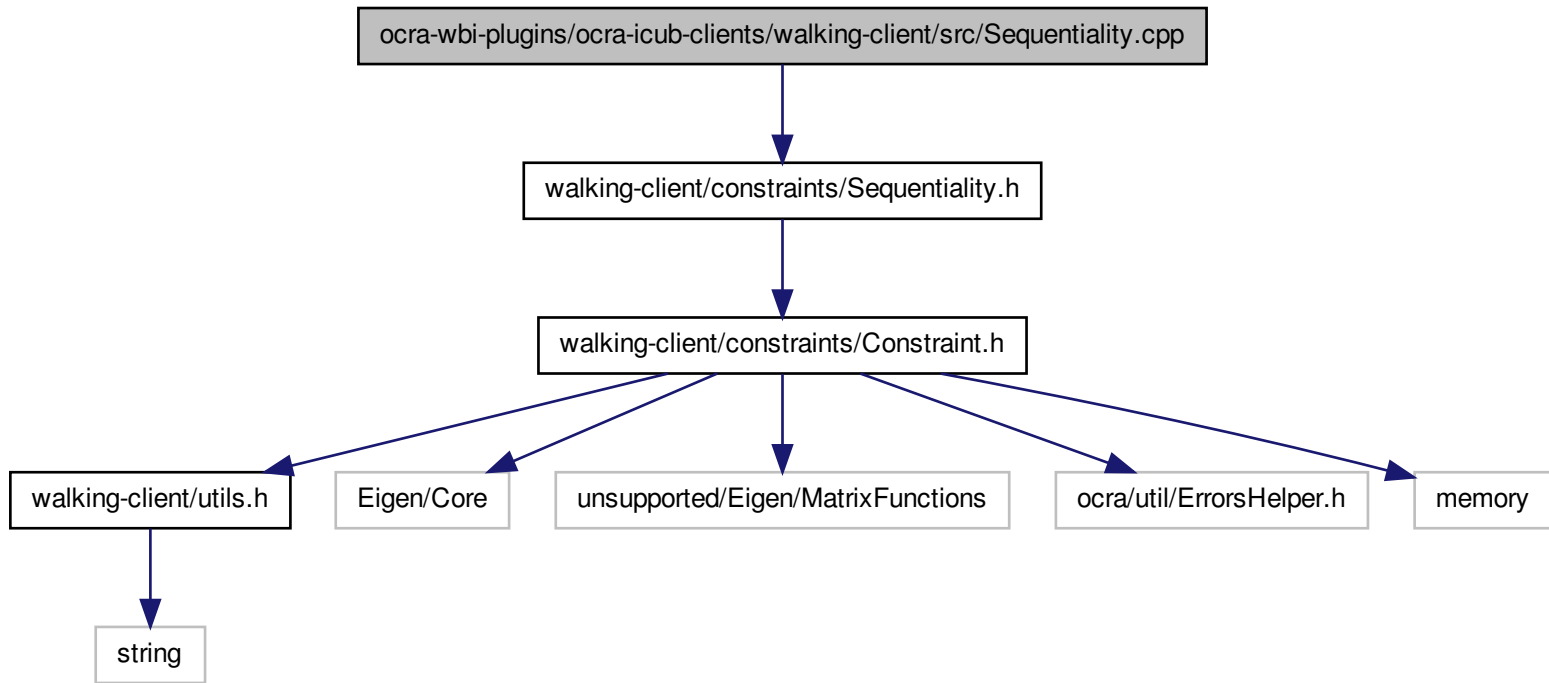 ocra-wbi-plugins/ocra-icub-clients/walking-client/src/Sequentiality.cpp
walking-client/constraints/Sequentiality.h
walking-client/constraints/Constraint.h
walking-client/utils.h
Eigen/Core
unsupported/Eigen/MatrixFunctions
ocra/util/ErrorsHelper.h
memory
string